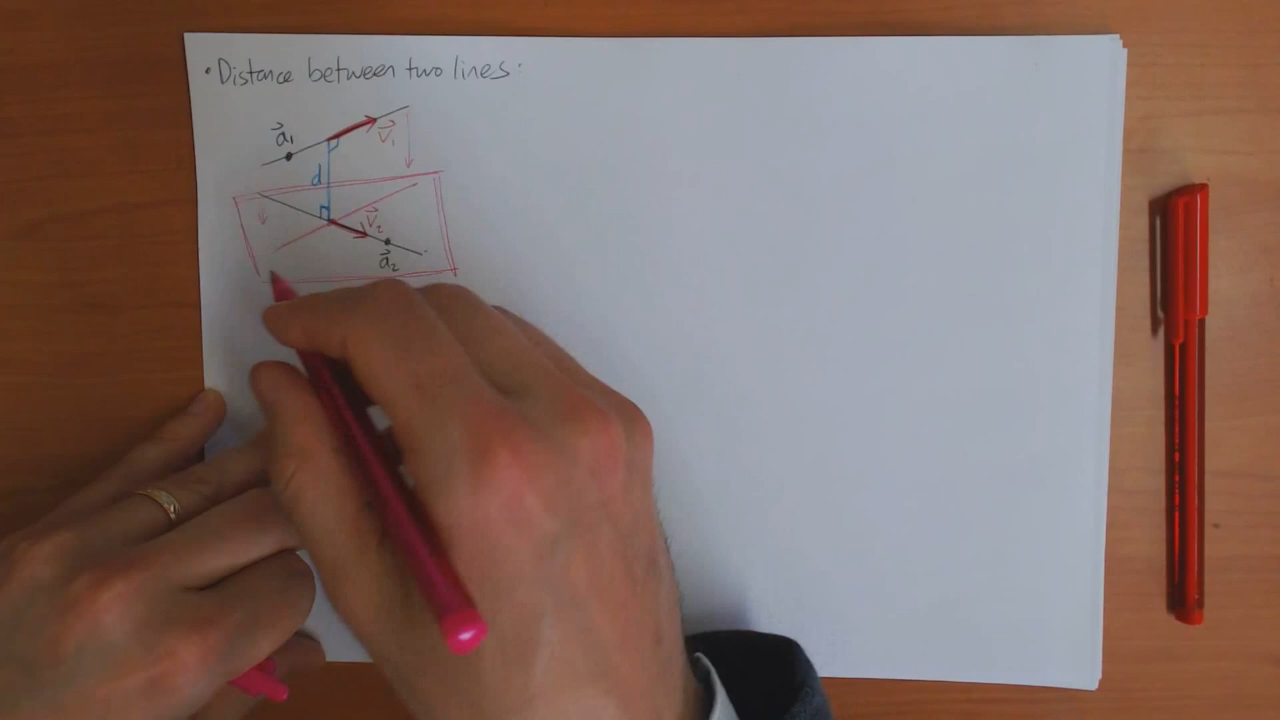 • Distance between two lines:
a⃗₁
v⃗₁
d
v⃗₂
a⃗₂